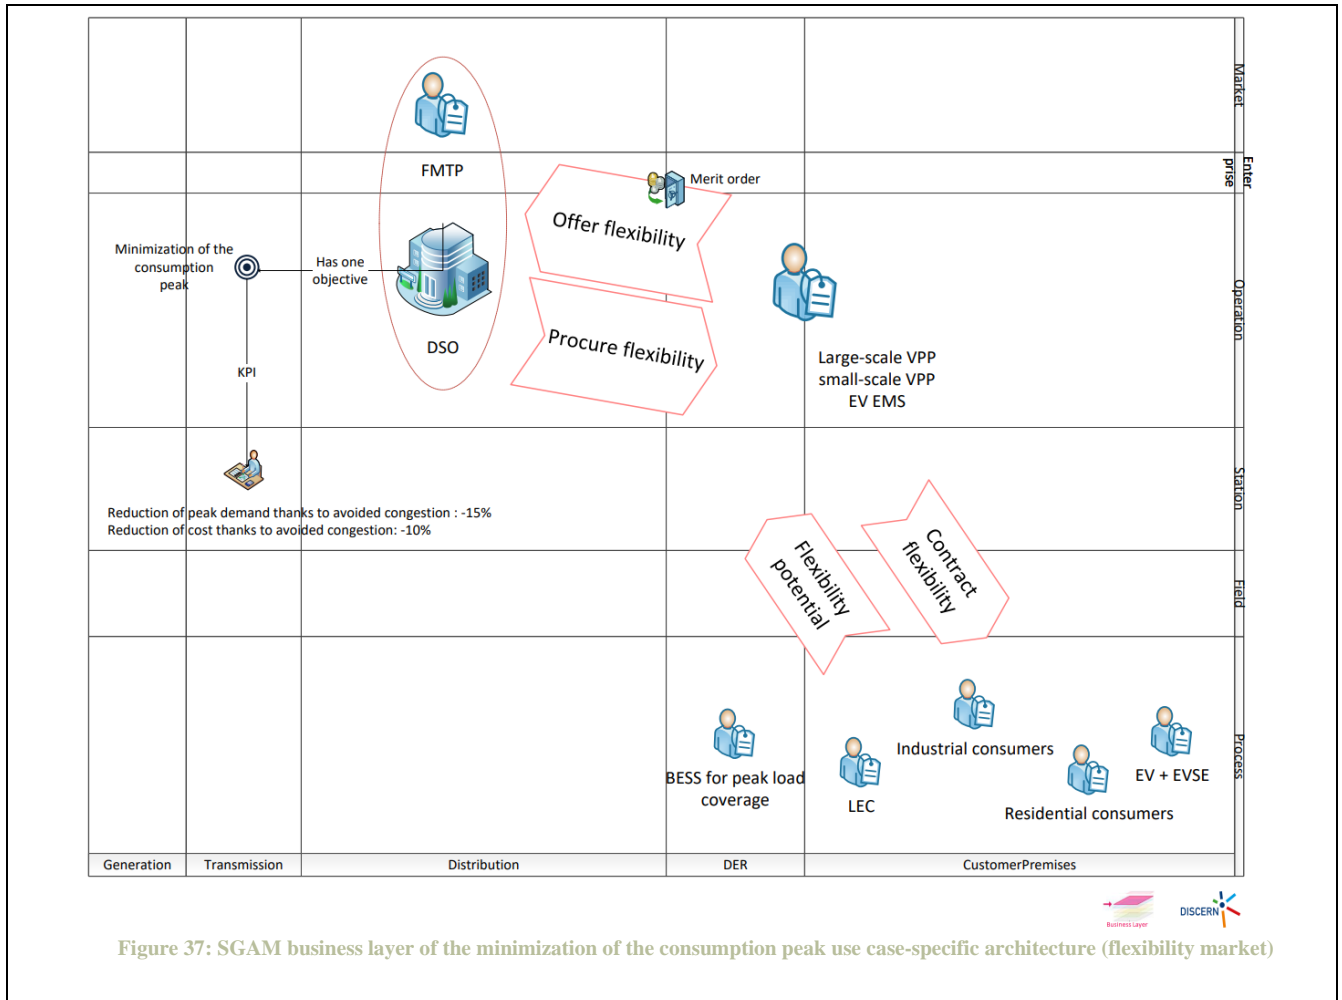 Market
FMTP
Enter
prise
Merit order
Offer flexibility
Minimization of the
consumption
peak
Has one
objective
Operation
Procure flexibility
DSO
Large-scale VPP
small-scale VPP
EV EMS
KPI
Station
Reduction of peak demand thanks to avoided congestion : -15%
Reduction of cost thanks to avoided congestion: -10%
Flexibility
potential
Contract
flexibility
Field
Process
Industrial consumers
BESS for peak load
coverage
LEC
EV + EVSE
Residential consumers
Generation
Transmission
Distribution
DER
CustomerPremises
Business Layer
DISCERN
Figure 37: SGAM business layer of the minimization of the consumption peak use case-specific architecture (flexibility market)